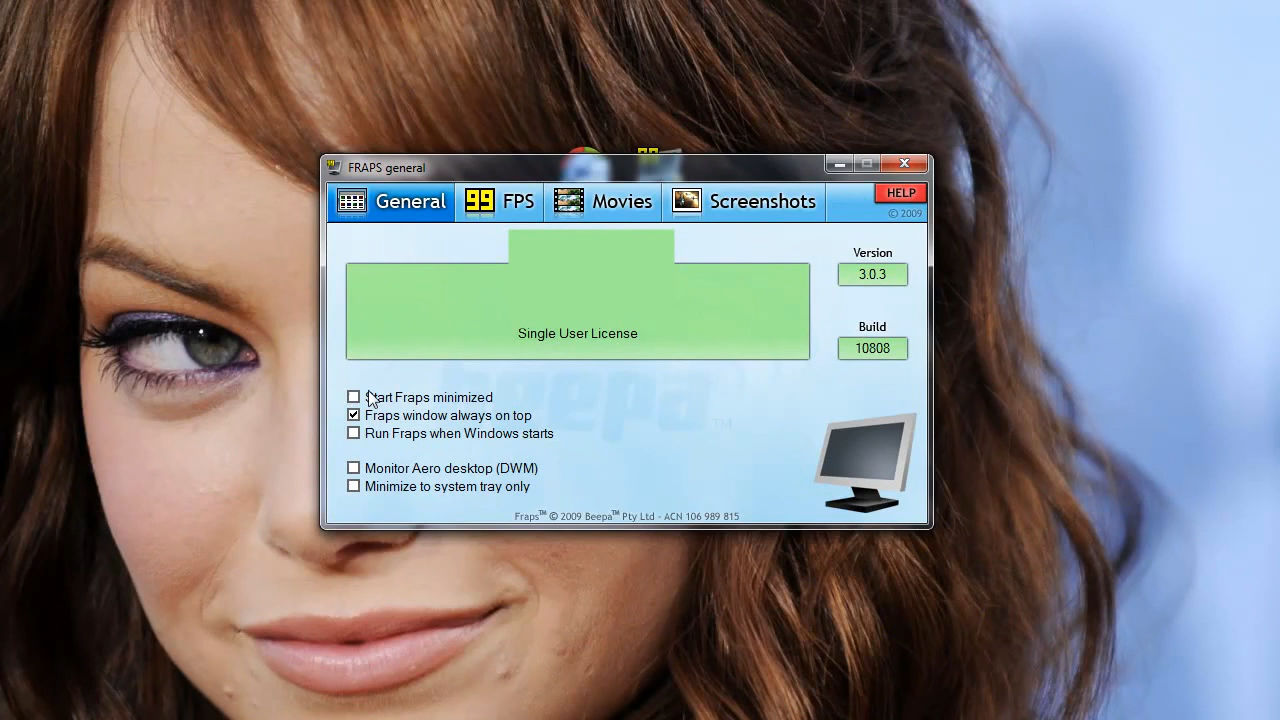 FRAPS general
General
99 FPS
Movies
Screenshots
HELP
© 2009
Version
3.0.3
Single User License
Build
10808
Start Fraps minimized
Fraps window always on top
Run Fraps when Windows starts
beepa™
Monitor Aero desktop (DWM)
Minimize to system tray only
Fraps™ © 2009 Beepa™ Pty Ltd - ACN 106 989 815